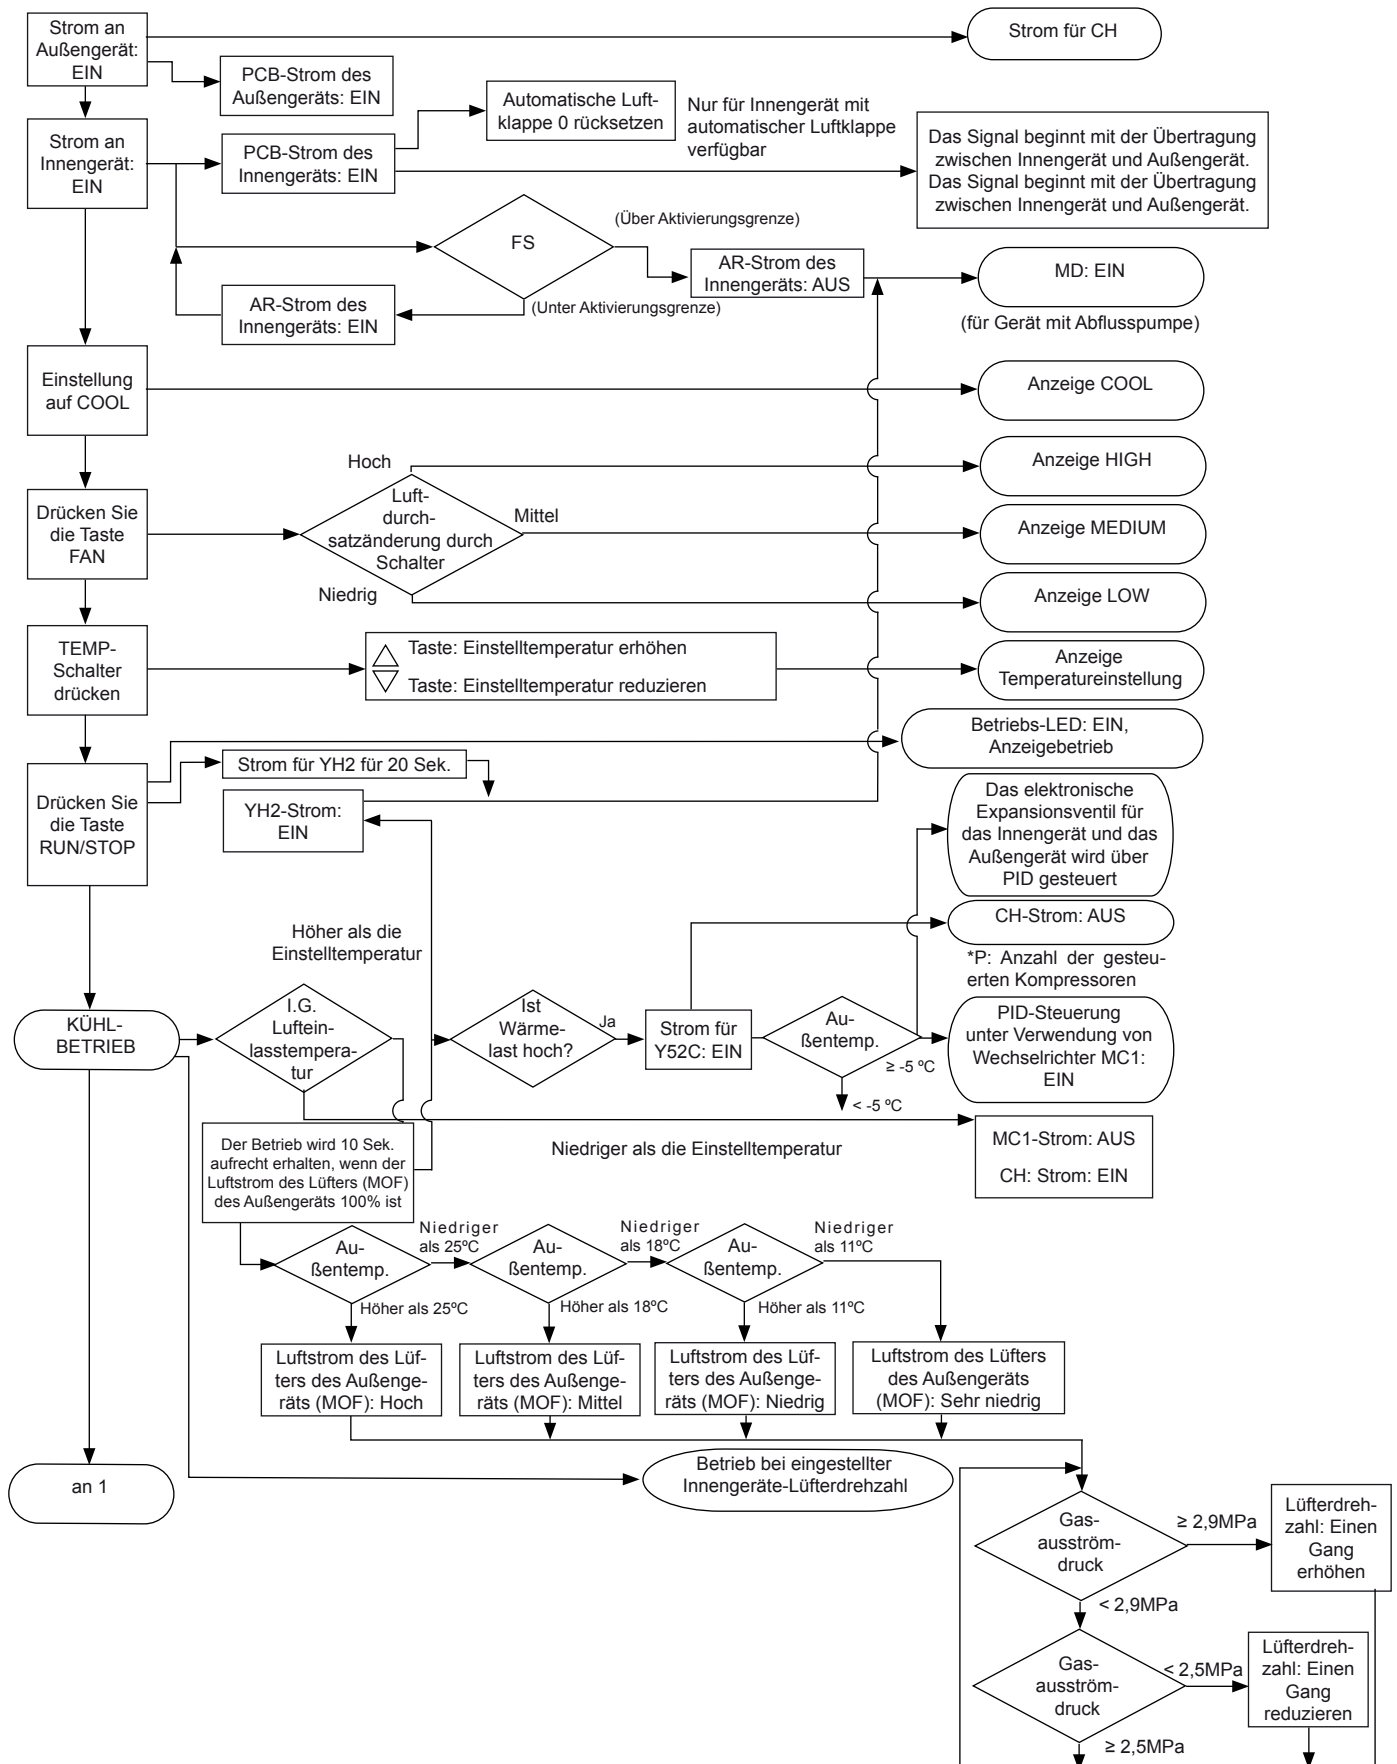 Strom an
Außengerät:
EIN
Strom für CH
PCB-Strom des
Außengeräts: EIN
Automatische Luft-
klappe 0 rücksetzen
Nur für Innengerät mit
automatischer Luftklappe
verfügbar
Strom an
Innengerät:
EIN
PCB-Strom des
Innengeräts: EIN
Das Signal beginnt mit der Übertragung
zwischen Innengerät und Außengerät.
Das Signal beginnt mit der Übertragung
zwischen Innengerät und Außengerät.
FS
(Über Aktivierungsgrenze)
AR-Strom des
Innengeräts: AUS
MD: EIN
(für Gerät mit Abflusspumpe)
AR-Strom des
Innengeräts: EIN
(Unter Aktivierungsgrenze)
Einstellung
auf COOL
Anzeige COOL
Hoch
Anzeige HIGH
Drücken Sie
die Taste
FAN
Luft-
durch-
satzänderung durch
Schalter
Mittel
Anzeige MEDIUM
Niedrig
Anzeige LOW
TEMP-
Schalter
drücken
Taste: Einstelltemperatur erhöhen
Taste: Einstelltemperatur reduzieren
Anzeige
Temperatureinstellung
Betriebs-LED: EIN,
Anzeigebetrieb
Drücken Sie
die Taste
RUN/STOP
Strom für YH2 für 20 Sek.
YH2-Strom:
EIN
Das elektronische
Expansionsventil für
das Innengerät und das
Außengerät wird über
PID gesteuert
CH-Strom: AUS
*P: Anzahl der gesteu-
erten Kompressoren
Höher als die
Einstelltemperatur
KÜHL-
BETRIEB
I.G.
Luftein-
lasstempera-
tur
Ist
Wärme-
last hoch?
Ja
Strom für
Y52C: EIN
Au-
ßentemp.
≥ -5 ºC
< -5 ºC
PID-Steuerung
unter Verwendung von
Wechselrichter MC1:
EIN
Niedriger als die Einstelltemperatur
MC1-Strom: AUS
CH: Strom: EIN
Der Betrieb wird 10 Sek.
aufrecht erhalten, wenn der
Luftstrom des Lüfters (MOF)
des Außengeräts 100% ist
Au-
ßentemp.
Niedriger
als 25ºC
Au-
ßentemp.
Niedriger
als 18ºC
Au-
ßentemp.
Niedriger
als 11ºC
Höher als 25ºC
Höher als 18ºC
Höher als 11ºC
Luftstrom des Lüf-
ters des Außenge-
räts (MOF): Hoch
Luftstrom des Lüf-
ters des Außenge-
räts (MOF): Mittel
Luftstrom des Lüf-
ters des Außenge-
räts (MOF): Niedrig
Luftstrom des Lüfters
des Außengeräts
(MOF): Sehr niedrig
an 1
Betrieb bei eingestellter
Innengeräte-Lüfterdrehzahl
Gas-
ausström-
druck
≥ 2,9MPa
Lüfterdreh-
zahl: Einen
Gang
erhöhen
< 2,9MPa
Gas-
ausström-
druck
< 2,5MPa
Lüfterdreh-
zahl: Einen
Gang
reduzieren
≥ 2,5MPa